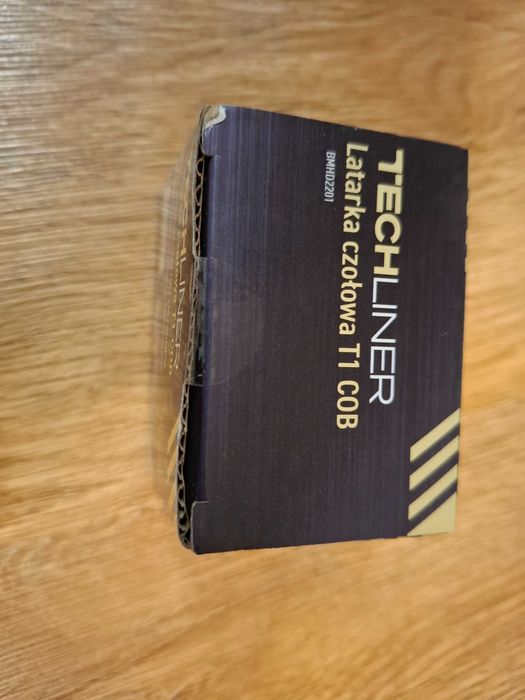 TECHLINER
Latarka czołowa T1 COB
BMHD2201